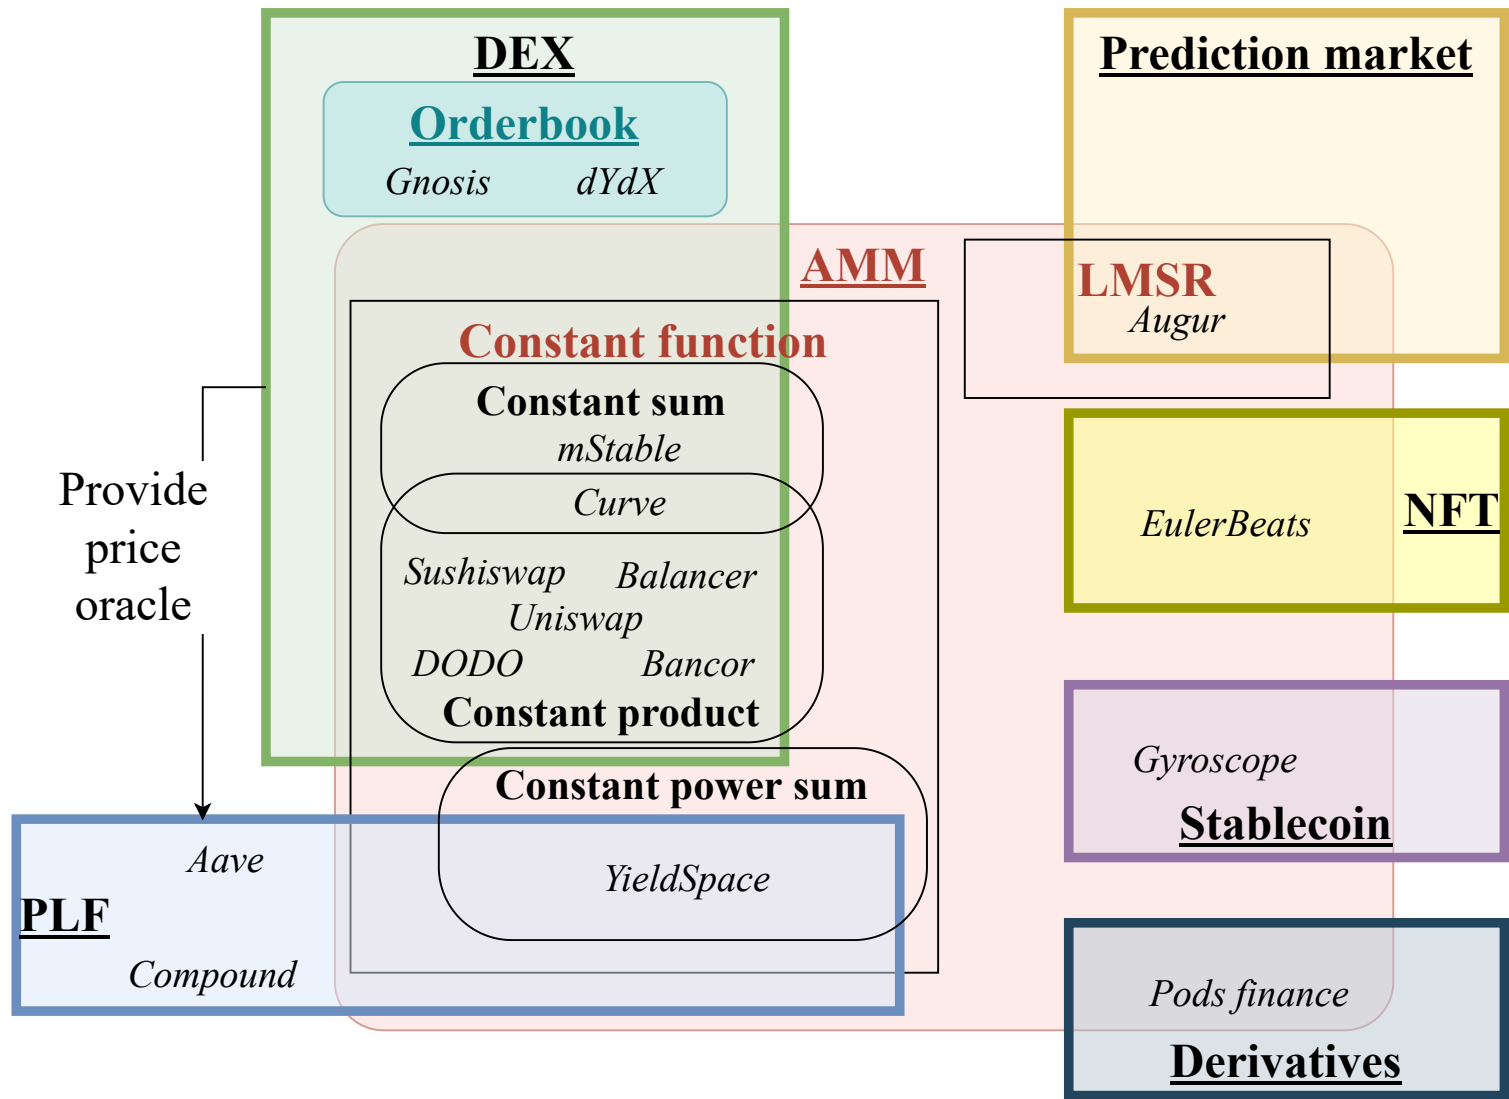 DEX
Orderbook
Gnosis dYdX
Prediction market
AMM
LMSR
Augur
Constant function
Constant sum
mStable
Curve
Sushiswap Balancer
Uniswap
DODO Bancor
Constant product
Provide
price
oracle
EulerBeats
NFT
Constant power sum
YieldSpace
Aave
PLF
Compound
Gyroscope
Stablecoin
Pods finance
Derivatives